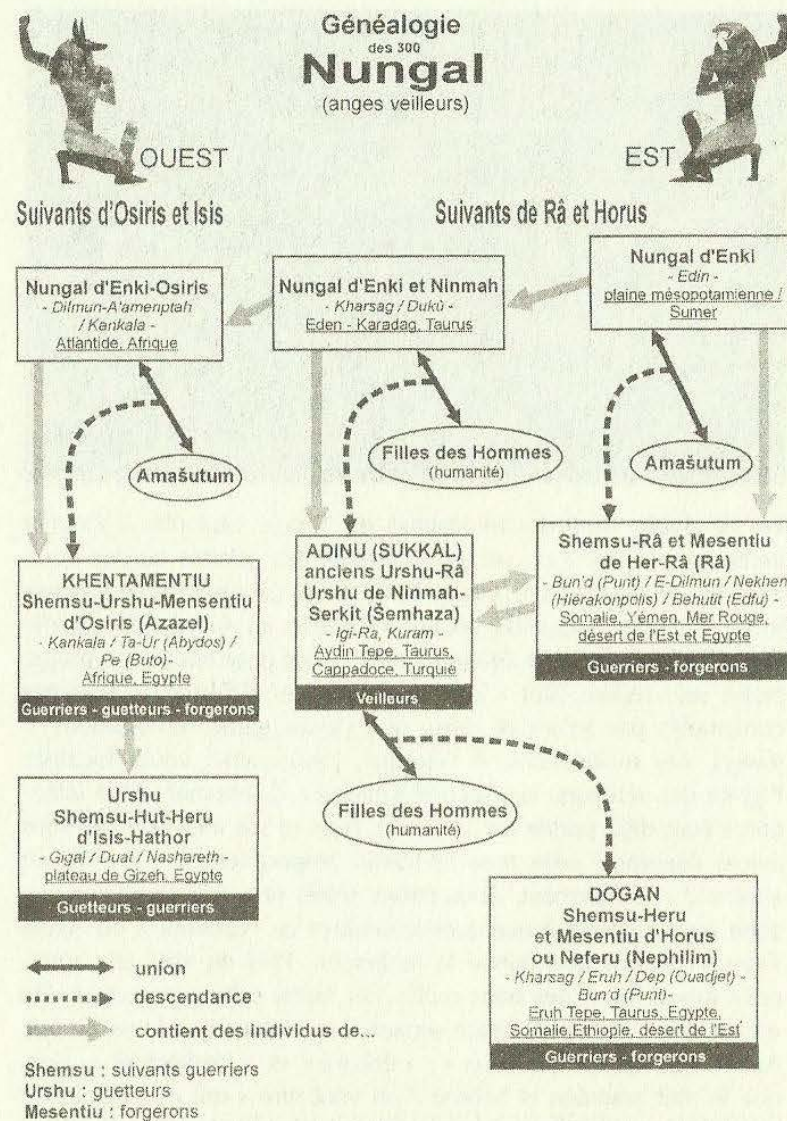 Généalogie
des 300
Nungal
(anges veilleurs)
OUEST
EST
Suivants d'Osiris et Isis
Suivants de Râ et Horus
Nungal d'Enki-Osiris
- Dilmun-A'amenptah
/ Kankala -
Atlantide, Afrique
Nungal d'Enki et Ninmah
- Kharsag / Dukù -
Eden - Karadag, Taurus
Nungal d'Enki
- Edin -
plaine mésopotamienne /
Sumer
Amašutum
Filles des Hommes
(humanité)
Amašutum
KHENTAMENTIU
Shemsu-Urshu-Mensentiu
d'Osiris (Azazel)
- Kankala / Ta-Ur (Abydos) /
Pe (Buto)-
Afrique, Egypte
Guerriers - guetteurs - forgerons
ADINU (SUKKAL)
anciens Urshu-Râ
Urshu de Ninmah-
Serkit (Šemhaza)
- Igi-Ra, Kuram -
Aydin Tepe, Taurus,
Cappadoce, Turquie
Veilleurs
Shemsu-Râ et Mesentiu
de Her-Râ (Râ)
- Bun'd (Punt) / E-Dilmun / Nekhen
(Hierakonpolis) / Behutit (Edfu) -
Somalie, Yémen, Mer Rouge,
désert de l'Est et Egypte
Guerriers - forgerons
Urshu
Shemsu-Hut-Heru
d'Isis-Hathor
- Gigal / Duat / Nashareth -
plateau de Gizeh, Egypte
Guetteurs - guerriers
Filles des Hommes
(humanité)
DOGAN
Shemsu-Heru
et Mesentiu d'Horus
ou Neferu (Nephilim)
- Kharsag / Eruh / Dep (Ouadjet) -
Bun'd (Punt)-
Eruh Tepe, Taurus, Egypte,
Somalie,Ethiopie, désert de l'Est
Guerriers - forgerons
union
descendance
contient des individus de...
Shemsu : suivants guerriers
Urshu : guetteurs
Mesentiu : forgerons